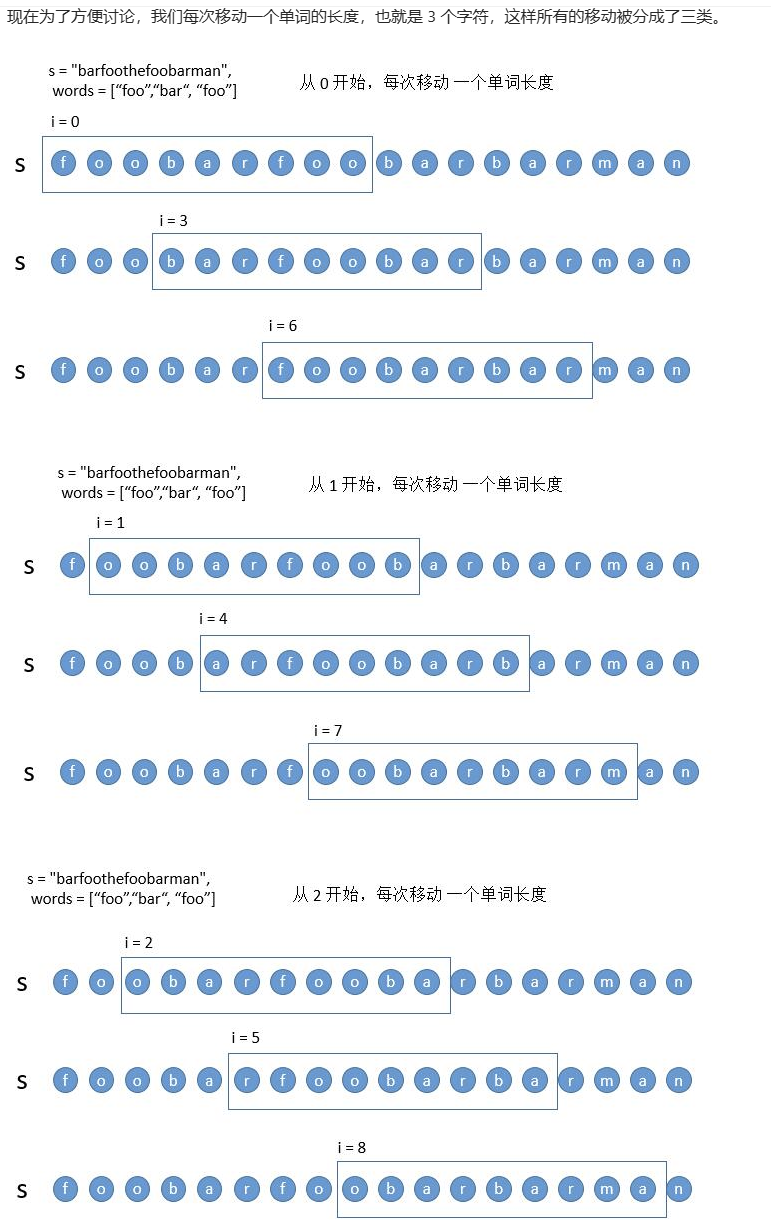 现在为了方便讨论，我们每次移动一个单词的长度，也就是 3 个字符，这样所有的移动被分成了三类。
s = "barfoothefoobarman",
words = [“foo”,“bar“, “foo”]
从 0 开始，每次移动 一个单词长度
i = 0
S f o o b a r f o o b a r b a r m a n
i = 3
S f o o b a r f o o b a r b a r m a n
i = 6
S f o o b a r f o o b a r b a r m a n
s = "barfoothefoobarman",
words = [“foo”,“bar“, “foo”]
从 1 开始，每次移动 一个单词长度
i = 1
S f o o b a r f o o b a r b a r m a n
i = 4
S f o o b a r f o o b a r b a r m a n
i = 7
S f o o b a r f o o b a r b a r m a n
s = "barfoothefoobarman",
words = [“foo”,“bar“, “foo”]
从 2 开始，每次移动 一个单词长度
i = 2
S f o o b a r f o o b a r b a r m a n
i = 5
S f o o b a r f o o b a r b a r m a n
i = 8
S f o o b a r f o o b a r b a r m a n